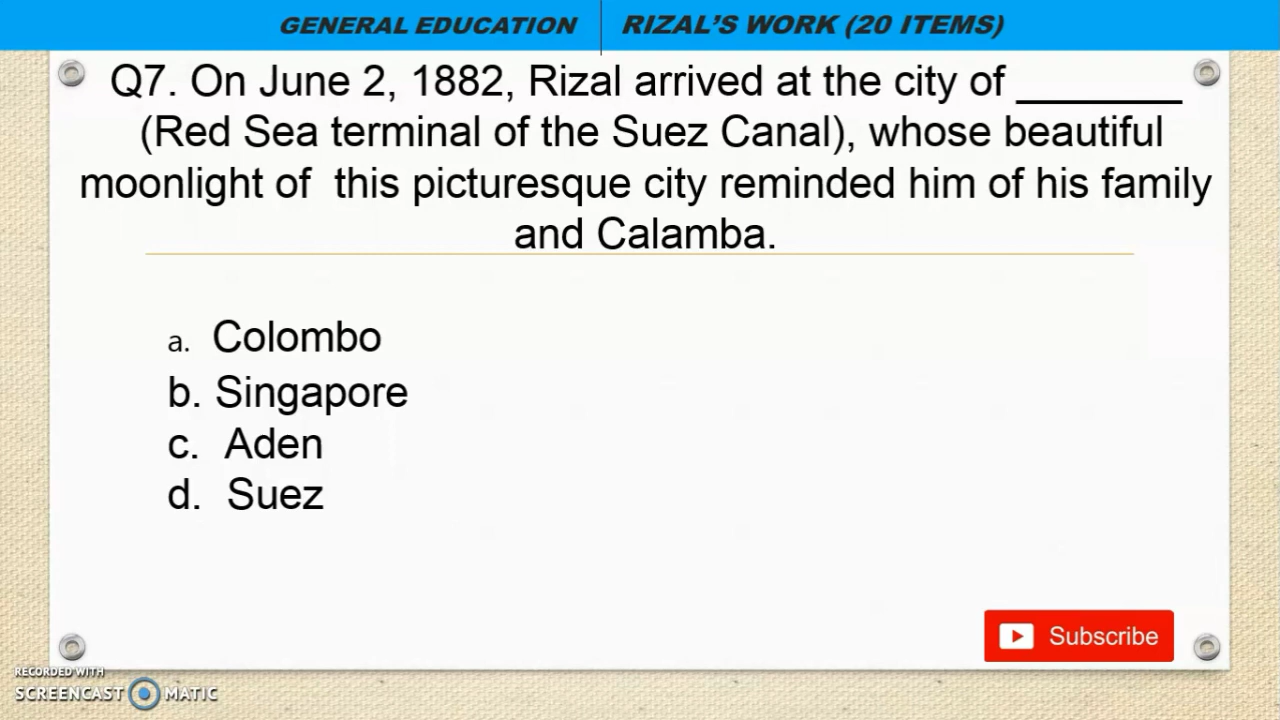 GENERAL EDUCATION RIZAL'S WORK (20 ITEMS)
Q7. On June 2, 1882, Rizal arrived at the city of _______
(Red Sea terminal of the Suez Canal), whose beautiful
moonlight of this picturesque city reminded him of his family
and Calamba.
a. Colombo
b. Singapore
c. Aden
d. Suez
Subscribe
RECORDED WITH
SCREENCAST MATIC